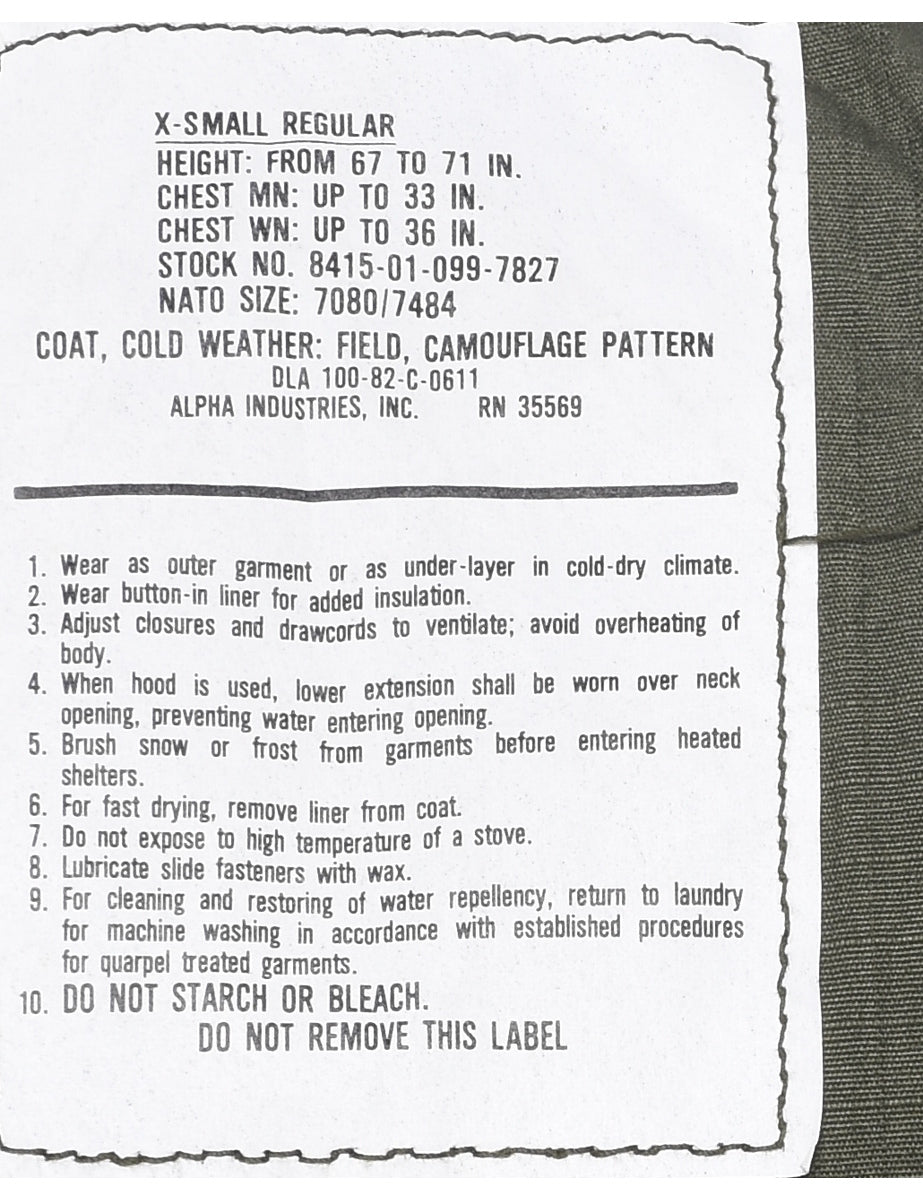 X-SMALL REGULAR
HEIGHT: FROM 67 TO 71 IN.
CHEST MN: UP TO 33 IN.
CHEST WN: UP TO 36 IN.
STOCK NO. 8415-01-099-7827
NATO SIZE: 7080/7484
COAT, COLD WEATHER: FIELD, CAMOUFLAGE PATTERN
DLA 100-82-C-0611
ALPHA INDUSTRIES, INC. RN 35569
1. Wear as outer garment or as under-layer in cold-dry climate.
2. Wear button-in liner for added insulation.
3. Adjust closures and drawcords to ventilate; avoid overheating of
body.
4. When hood is used, lower extension shall be worn over neck
opening, preventing water entering opening.
5. Brush snow or frost from garments before entering heated
shelters.
6. For fast drying, remove liner from coat.
7. Do not expose to high temperature of a stove.
8. Lubricate slide fasteners with wax.
9. For cleaning and restoring of water repellency, return to laundry
for machine washing in accordance with established procedures
for quarpel treated garments.
10. DO NOT STARCH OR BLEACH.
DO NOT REMOVE THIS LABEL